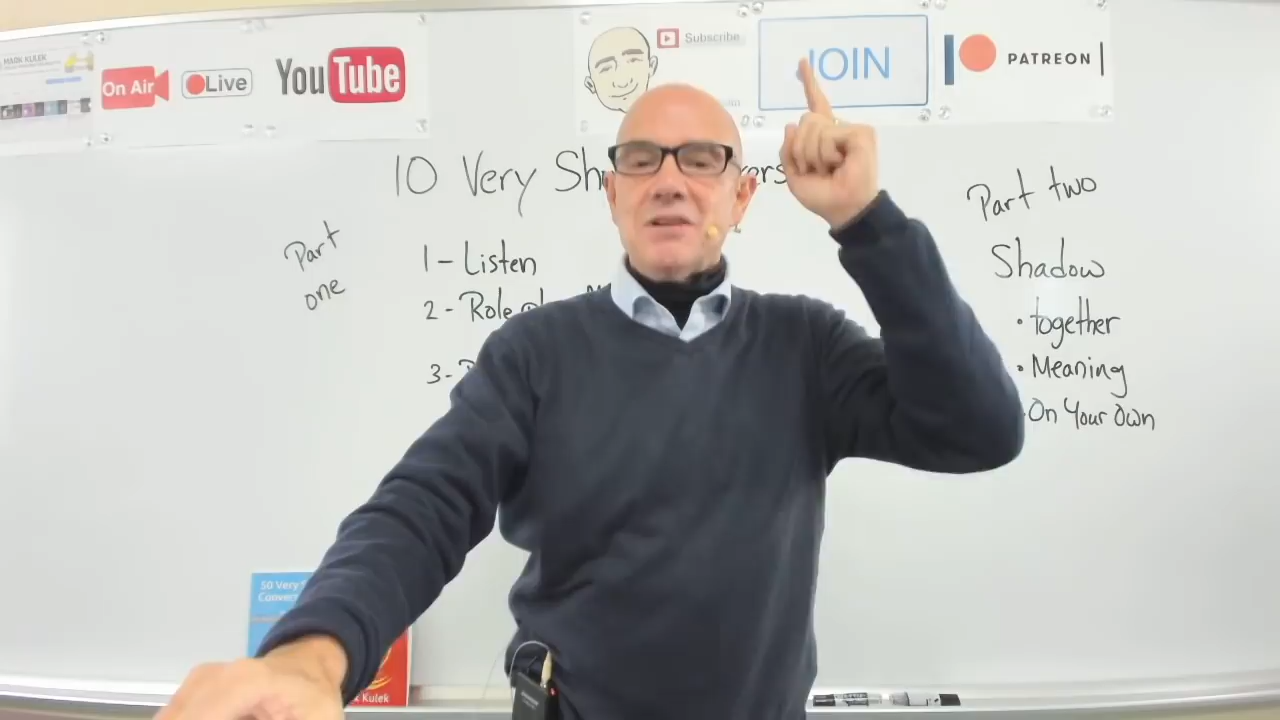 MARK KULEK
On Air
Live
YouTube
Subscribe
JOIN
PATREON
10 Very Sh ers
Part one
1 - Listen
2 - Role
3 -
Part two
Shadow
• together
• Meaning
• On Your Own
50 Very
Conver
Kulek